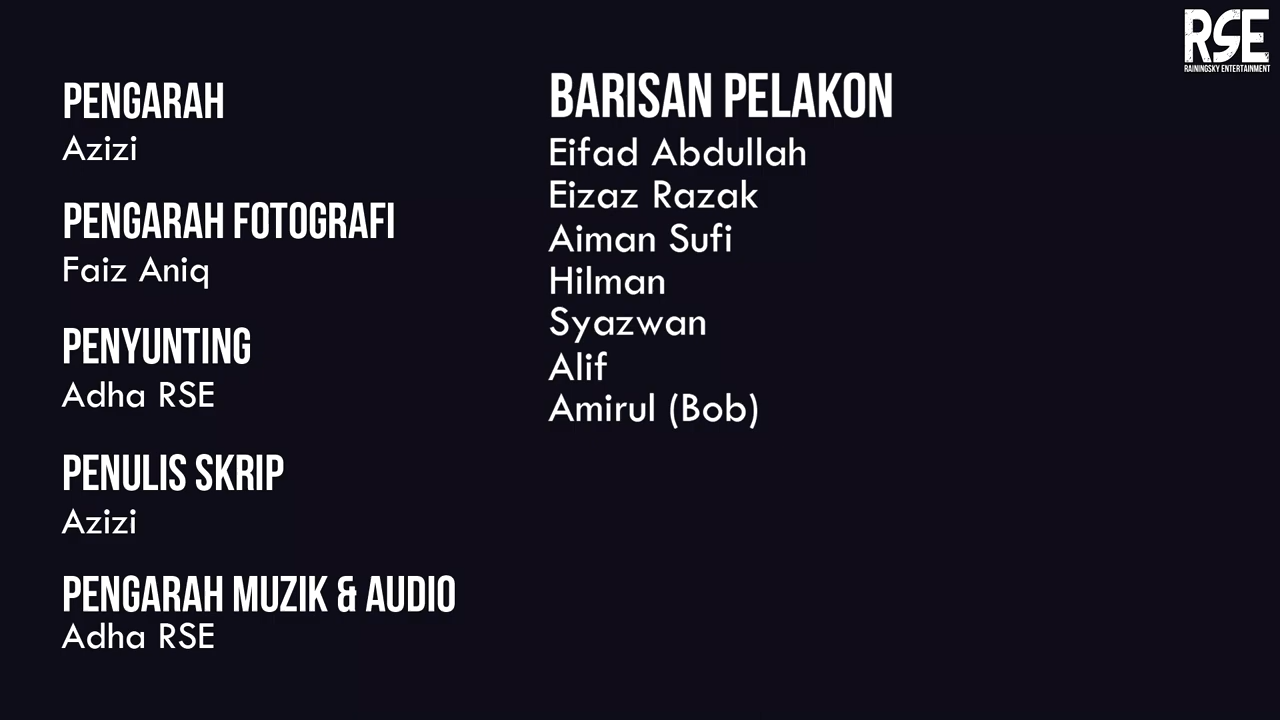 PENGARAH
Azizi
PENGARAH FOTOGRAFI
Faiz Aniq
PENYUNTING
Adha RSE
PENULIS SKRIP
Azizi
PENGARAH MUZIK & AUDIO
Adha RSE
BARISAN PELAKON
Eifad Abdullah
Eizaz Razak
Aiman Sufi
Hilman
Syazwan
Alif
Amirul (Bob)
RSE
RAININGSKY ENTERTAINMENT